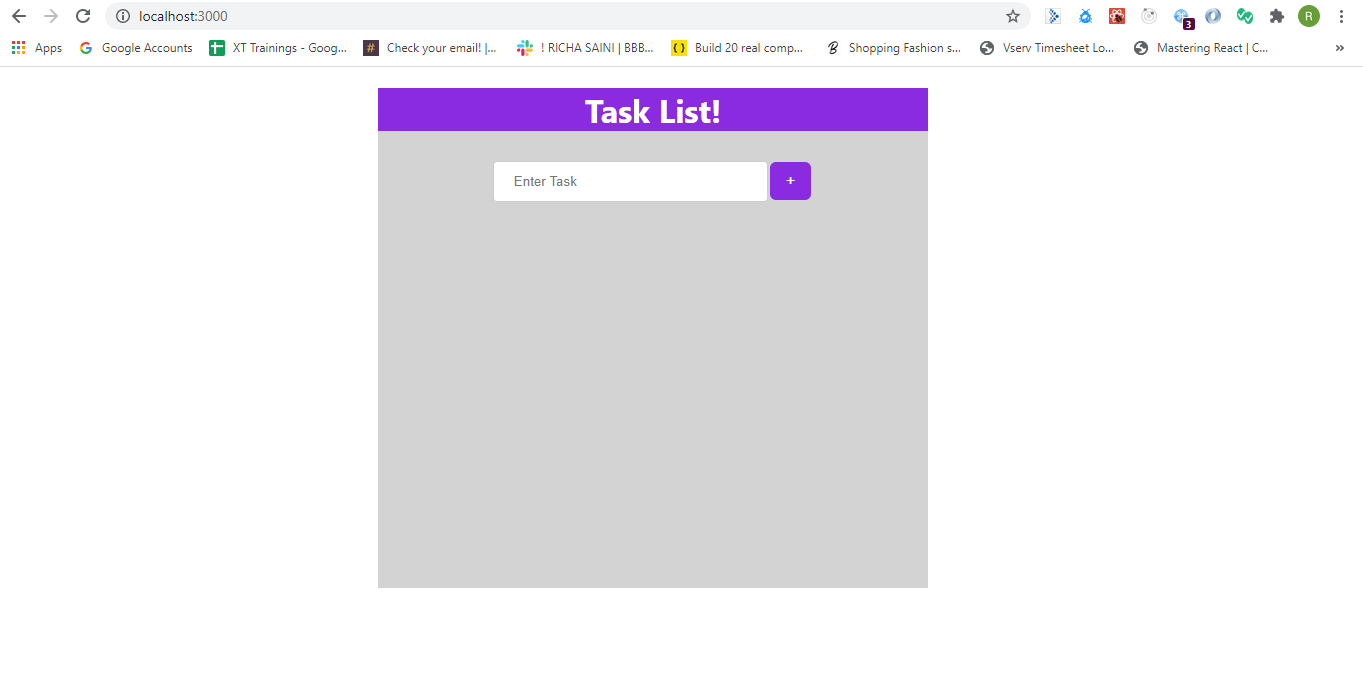 localhost:3000
3
R
Apps
Google Accounts
XT Trainings - Goog...
# Check your email! |...
! RICHA SAINI | BBB...
Build 20 real comp...
Shopping Fashion s...
Vserv Timesheet Lo...
Mastering React | C...
»
Task List!
Enter Task
+